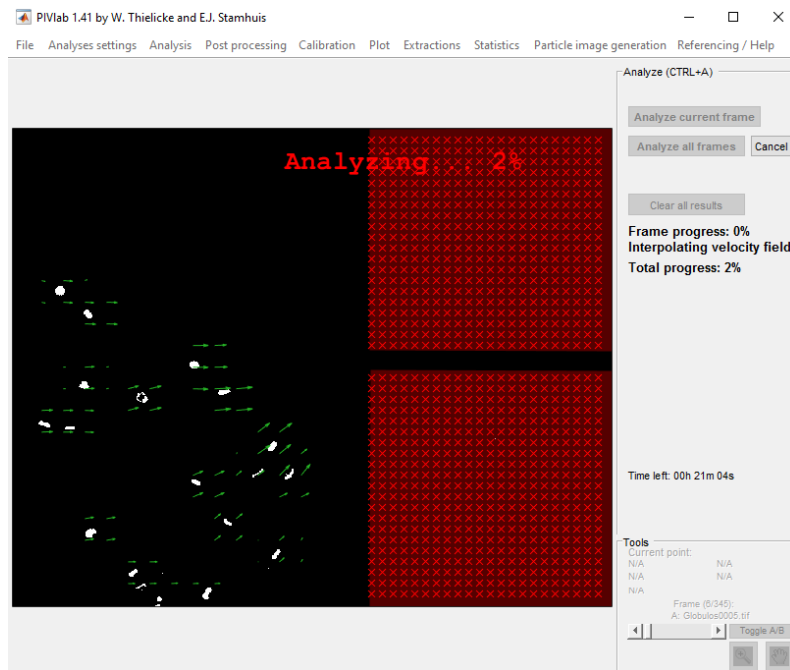 PIVlab 1.41 by W. Thielicke and E.J. Stamhuis
File Analyses settings Analysis Post processing Calibration Plot Extractions Statistics Particle image generation Referencing / Help
Analyze (CTRL+A)
Analyze current frame
Analyze all frames Cancel
Analyzing... 2%
Clear all results
Frame progress: 0%
Interpolating velocity field
Total progress: 2%
Time left: 00h 21m 04s
Tools
Current point:
N/A N/A
N/A N/A
N/A
Frame (6/345):
A: Globulos0005.tif
Toggle A/B